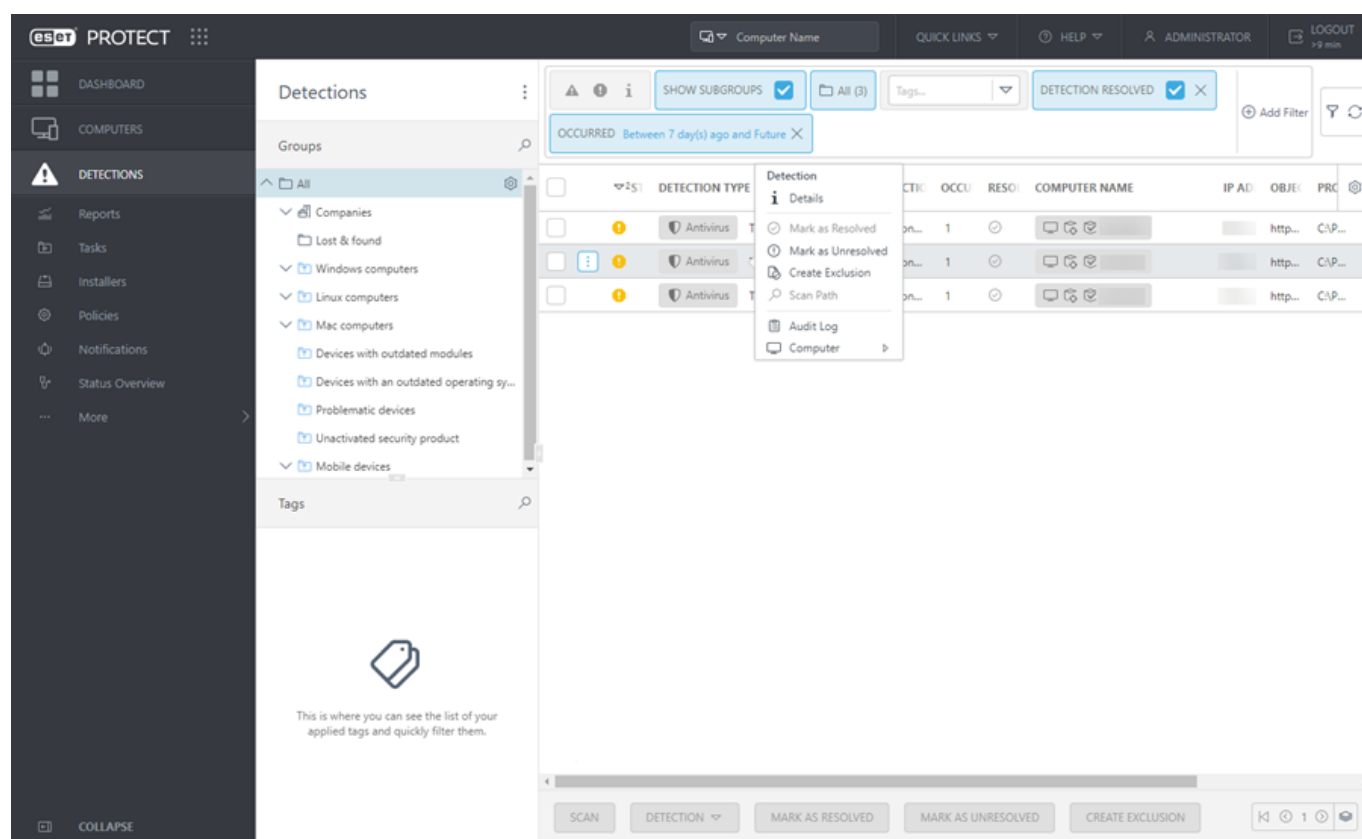 eset PROTECT
Computer Name
QUICK LINKS
HELP
ADMINISTRATOR
LOGOUT
>9 min
DASHBOARD
COMPUTERS
DETECTIONS
Reports
Tasks
Installers
Policies
Notifications
Status Overview
More
COLLAPSE
Detections
Groups
All
Companies
Lost & found
Windows computers
Linux computers
Mac computers
Devices with outdated modules
Devices with an outdated operating sy...
Problematic devices
Unactivated security product
Mobile devices
Tags
This is where you can see the list of your
applied tags and quickly filter them.
SHOW SUBGROUPS
All (3)
Tags...
DETECTION RESOLVED
Add Filter
OCCURRED Between 7 day(s) ago and Future
DETECTION TYPE OCCU RESO COMPUTER NAME IP AD OBJE PRC
Antivirus T on... 1 http... C:\P...
Antivirus on... 1 http... C:\P...
Antivirus T on... 1 http... C:\P...
Detection
Details
Mark as Resolved
Mark as Unresolved
Create Exclusion
Scan Path
Audit Log
Computer
SCAN
DETECTION
MARK AS RESOLVED
MARK AS UNRESOLVED
CREATE EXCLUSION
1